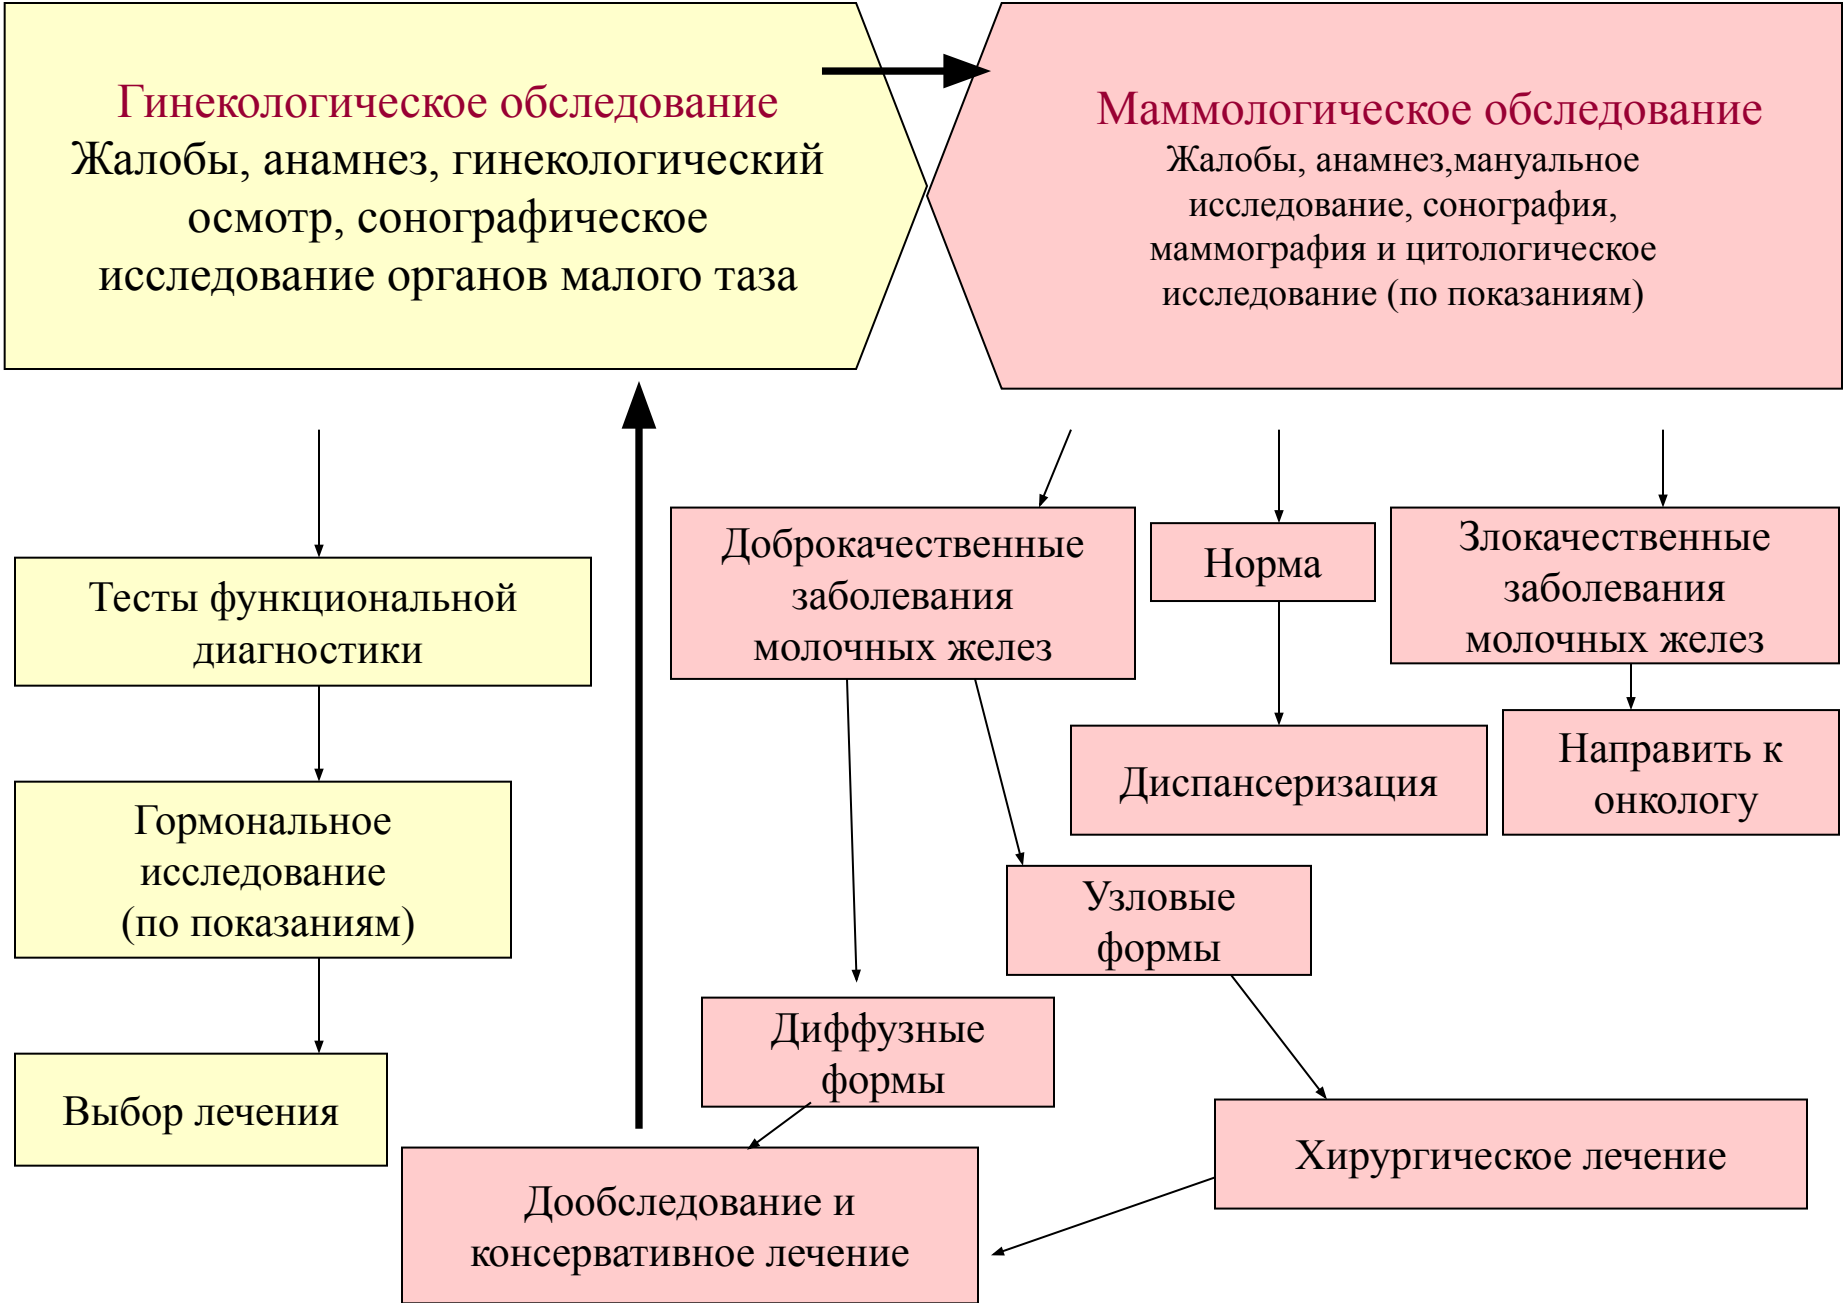 Гинекологическое обследование
Жалобы, анамнез, гинекологический
осмотр, сонографическое
исследование органов малого таза
Маммологическое обследование
Жалобы, анамнез,мануальное
исследование, сонография,
маммография и цитологическое
исследование (по показаниям)
Тесты функциональной
диагностики
Гормональное
исследование
(по показаниям)
Выбор лечения
Доброкачественные
заболевания
молочных желез
Норма
Злокачественные
заболевания
молочных желез
Диспансеризация
Направить к
онкологу
Узловые
формы
Диффузные
формы
Хирургическое лечение
Дообследование и
консервативное лечение